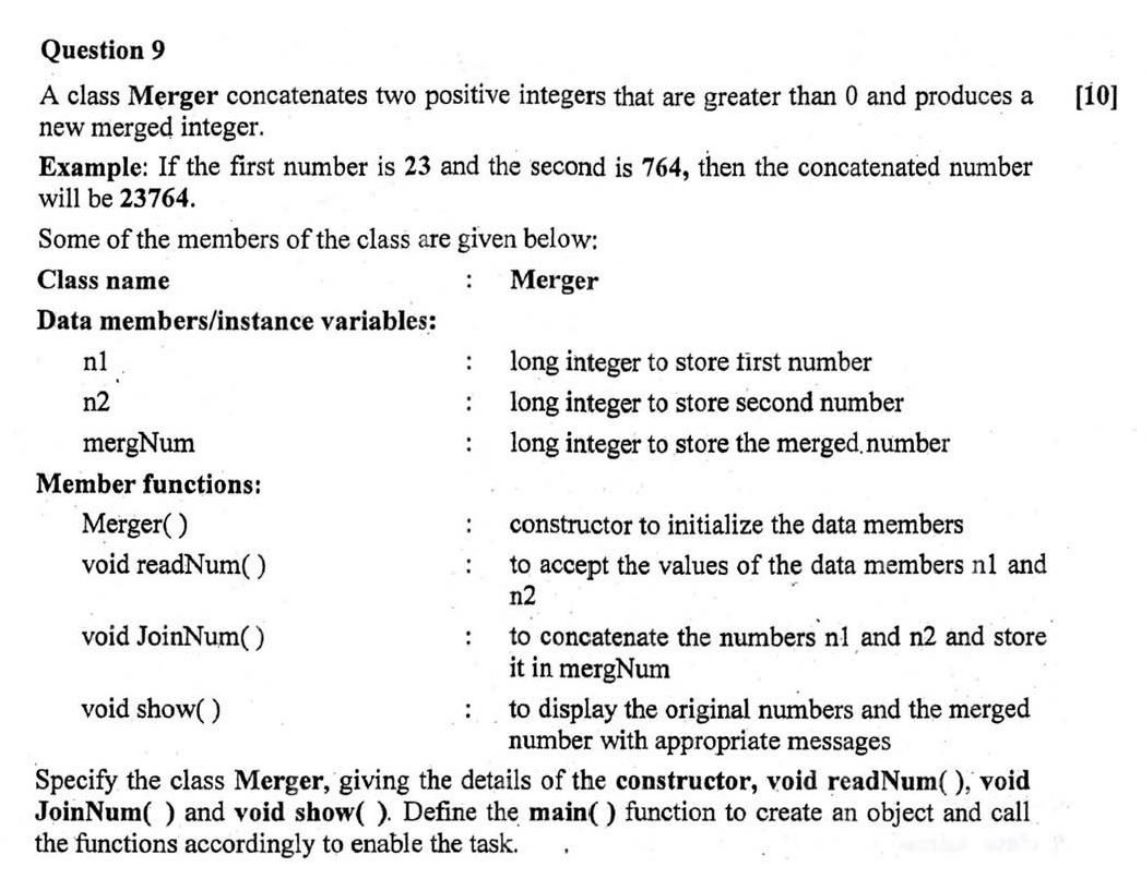 Question 9
A class Merger concatenates two positive integers that are greater than 0 and produces a [10]
new merged integer.
Example: If the first number is 23 and the second is 764, then the concatenated number
will be 23764.
Some of the members of the class are given below:
Class name : Merger
Data members/instance variables:
n1 : long integer to store first number
n2 : long integer to store second number
mergNum : long integer to store the merged number
Member functions:
Merger( ) : constructor to initialize the data members
void readNum( ) : to accept the values of the data members n1 and
n2
void JoinNum( ) : to concatenate the numbers n1 and n2 and store
it in mergNum
void show( ) : to display the original numbers and the merged
number with appropriate messages
Specify the class Merger, giving the details of the constructor, void readNum( ), void
JoinNum( ) and void show( ). Define the main( ) function to create an object and call
the functions accordingly to enable the task.